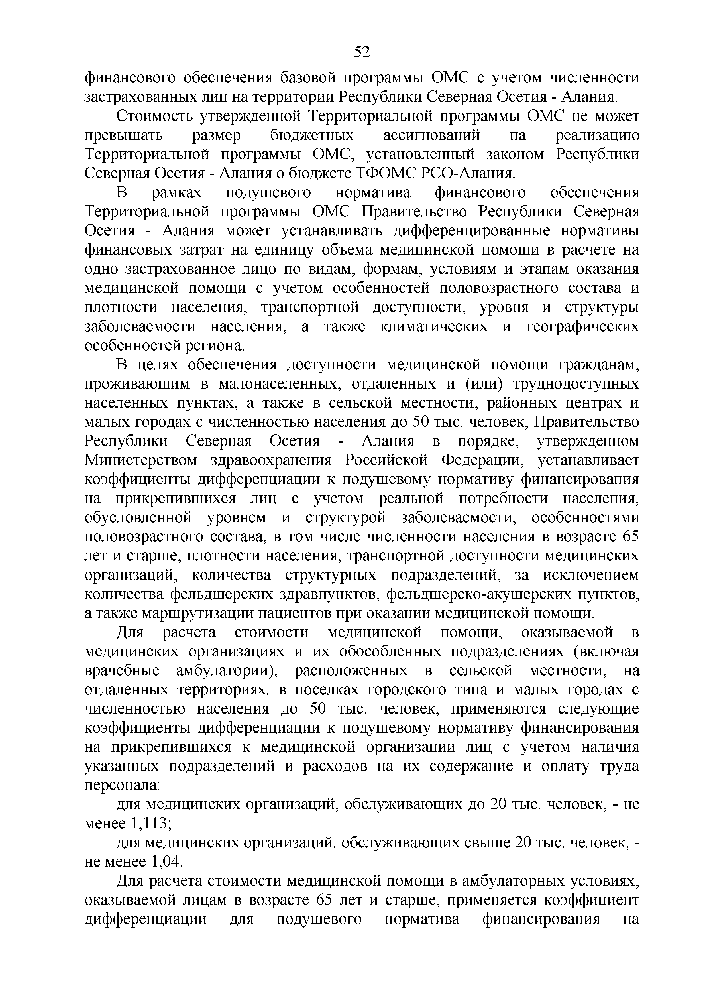 52
финансового обеспечения базовой программы ОМС с учетом численности
застрахованных лиц на территории Республики Северная Осетия - Алания.
Стоимость утвержденной Территориальной программы ОМС не может
превышать размер бюджетных ассигнований на реализацию
Территориальной программы ОМС, установленный законом Республики
Северная Осетия - Алания о бюджете ТФОМС РСО-Алания.
В рамках подушевого норматива финансового обеспечения
Территориальной программы ОМС Правительство Республики Северная
Осетия - Алания может устанавливать дифференцированные нормативы
финансовых затрат на единицу объема медицинской помощи в расчете на
одно застрахованное лицо по видам, формам, условиям и этапам оказания
медицинской помощи с учетом особенностей половозрастного состава и
плотности населения, транспортной доступности, уровня и структуры
заболеваемости населения, а также климатических и географических
особенностей региона.
В целях обеспечения доступности медицинской помощи гражданам,
проживающим в малонаселенных, отдаленных и (или) труднодоступных
населенных пунктах, а также в сельской местности, районных центрах и
малых городах с численностью населения до 50 тыс. человек, Правительство
Республики Северная Осетия - Алания в порядке, утвержденном
Министерством здравоохранения Российской Федерации, устанавливает
коэффициенты дифференциации к подушевому нормативу финансирования
на прикрепившихся лиц с учетом реальной потребности населения,
обусловленной уровнем и структурой заболеваемости, особенностями
половозрастного состава, в том числе численности населения в возрасте 65
лет и старше, плотности населения, транспортной доступности медицинских
организаций, количества структурных подразделений, за исключением
количества фельдшерских здравпунктов, фельдшерско-акушерских пунктов,
а также маршрутизации пациентов при оказании медицинской помощи.
Для расчета стоимости медицинской помощи, оказываемой в
медицинских организациях и их обособленных подразделениях (включая
врачебные амбулатории), расположенных в сельской местности, на
отдаленных территориях, в поселках городского типа и малых городах с
численностью населения до 50 тыс. человек, применяются следующие
коэффициенты дифференциации к подушевому нормативу финансирования
на прикрепившихся к медицинской организации лиц с учетом наличия
указанных подразделений и расходов на их содержание и оплату труда
персонала:
для медицинских организаций, обслуживающих до 20 тыс. человек, - не
менее 1,113;
для медицинских организаций, обслуживающих свыше 20 тыс. человек, -
не менее 1,04.
Для расчета стоимости медицинской помощи в амбулаторных условиях,
оказываемой лицам в возрасте 65 лет и старше, применяется коэффициент
дифференциации для подушевого норматива финансирования на